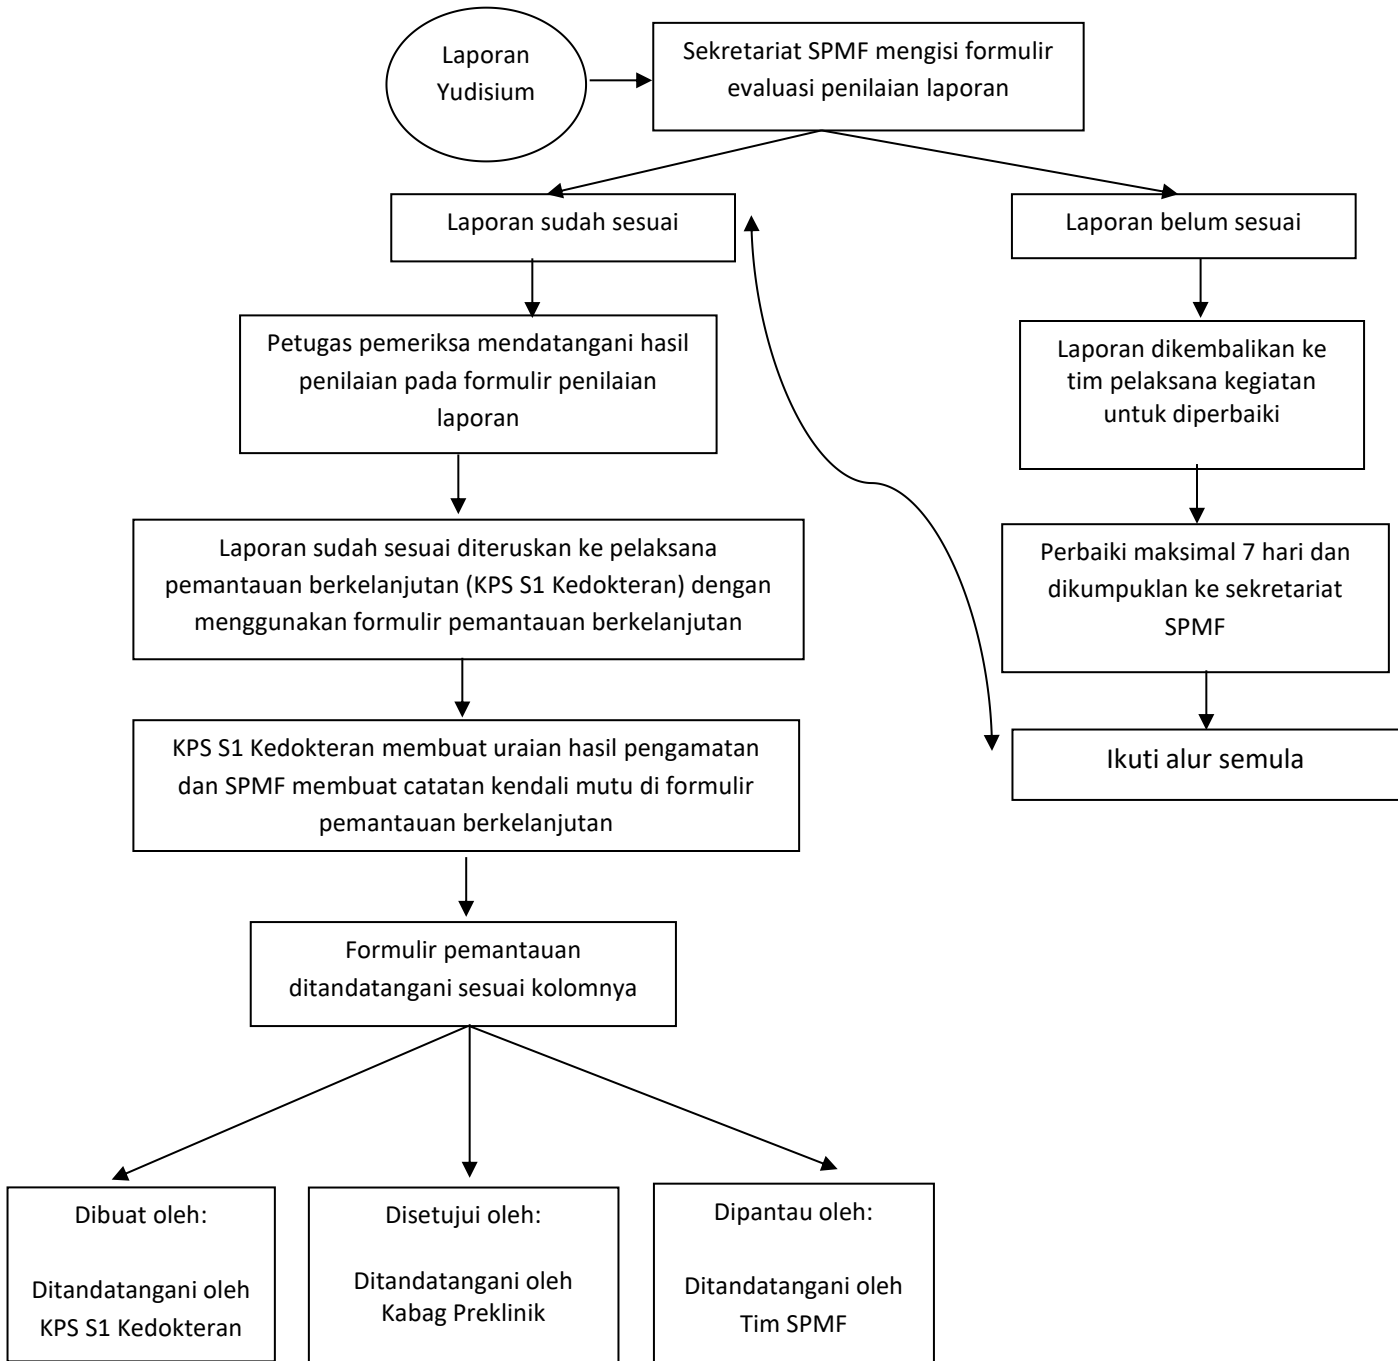 Laporan
Yudisium
Sekretariat SPMF mengisi formulir
evaluasi penilaian laporan
Laporan sudah sesuai
Laporan belum sesuai
Petugas pemeriksa mendatangani hasil
penilaian pada formulir penilaian
laporan
Laporan dikembalikan ke
tim pelaksana kegiatan
untuk diperbaiki
Laporan sudah sesuai diteruskan ke pelaksana
pemantauan berkelanjutan (KPS S1 Kedokteran) dengan
menggunakan formulir pemantauan berkelanjutan
Perbaiki maksimal 7 hari dan
dikumpuklan ke sekretariat
SPMF
KPS S1 Kedokteran membuat uraian hasil pengamatan
dan SPMF membuat catatan kendali mutu di formulir
pemantauan berkelanjutan
Ikuti alur semula
Formulir pemantauan
ditandatangani sesuai kolomnya
Dibuat oleh:
Ditandatangani oleh
KPS S1 Kedokteran
Disetujui oleh:
Ditandatangani oleh
Kabag Preklinik
Dipantau oleh:
Ditandatangani oleh
Tim SPMF